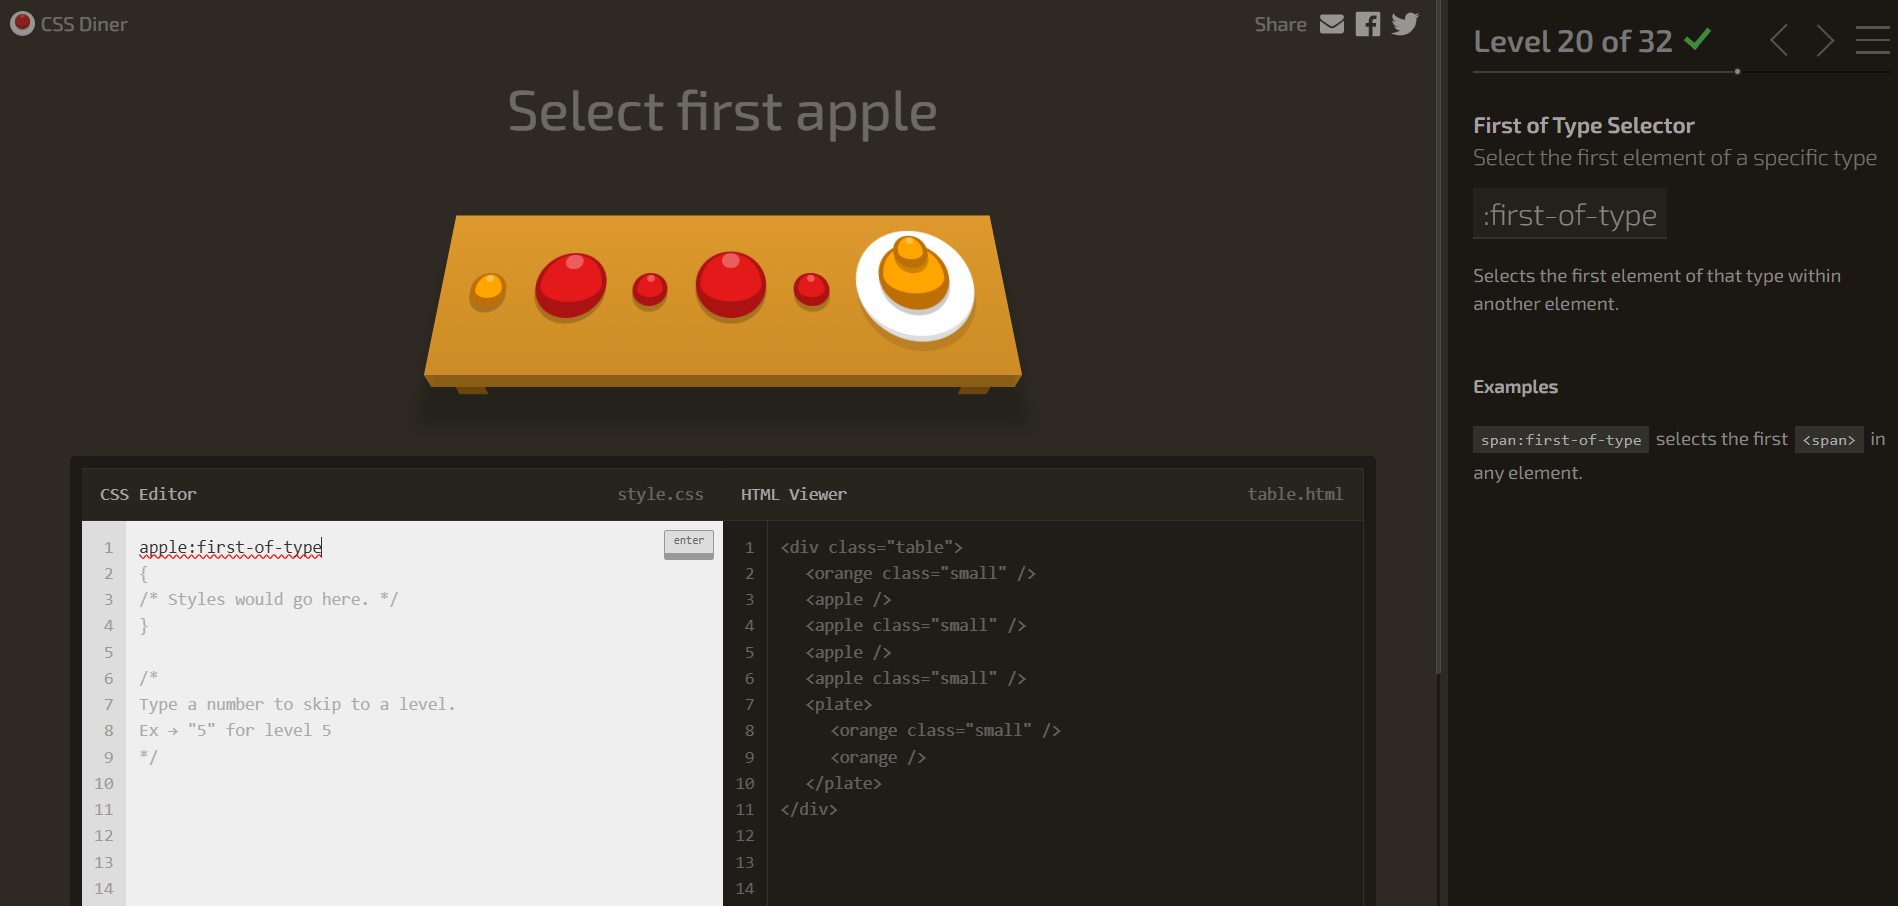 CSS Diner
Share
Select first apple
CSS Editor
style.css
enter
1 apple:first-of-type
2 {
3 /* Styles would go here. */
4 }
5
6 /*
7 Type a number to skip to a level.
8 Ex → "5" for level 5
9 */
10
11
12
13
14
HTML Viewer
table.html
1 <div class="table">
2 <orange class="small" />
3 <apple />
4 <apple class="small" />
5 <apple />
6 <apple class="small" />
7 <plate>
8 <orange class="small" />
9 <orange />
10 </plate>
11 </div>
12
13
14
Level 20 of 32
First of Type Selector
Select the first element of a specific type
:first-of-type
Selects the first element of that type within
another element.
Examples
span:first-of-type selects the first <span> in
any element.